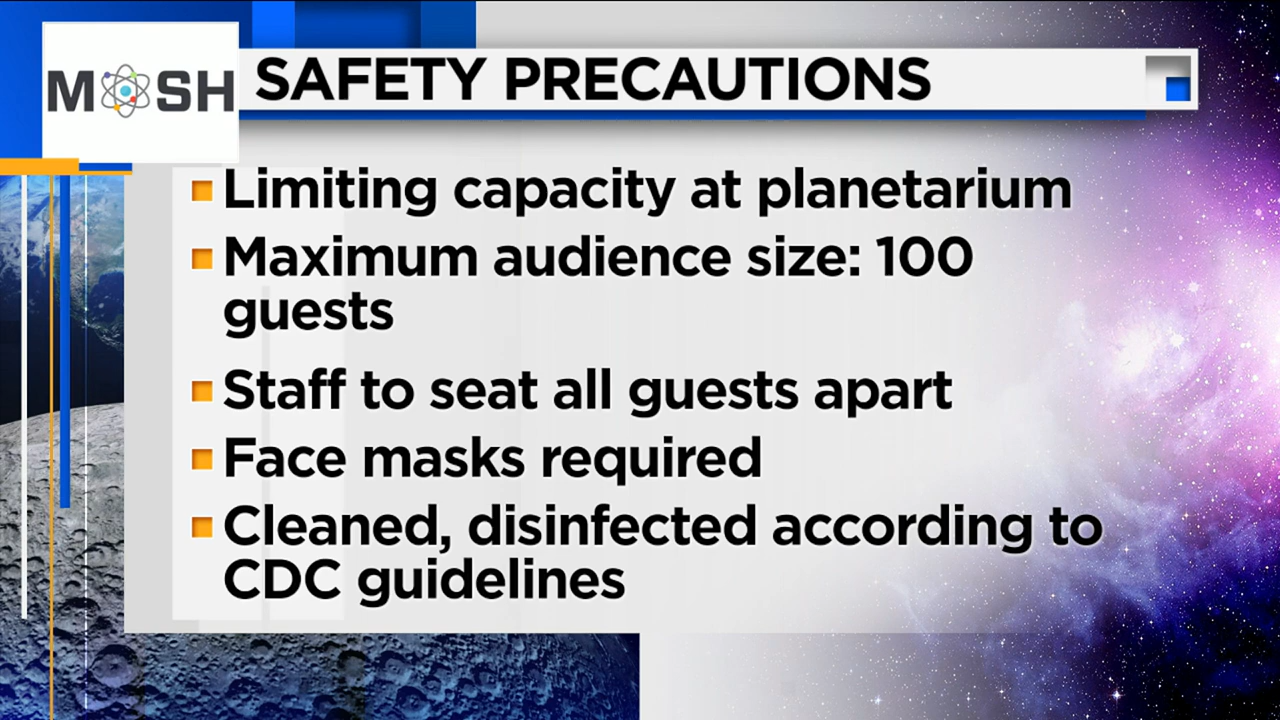 MOSH
SAFETY PRECAUTIONS
Limiting capacity at planetarium
Maximum audience size: 100
guests
Staff to seat all guests apart
Face masks required
Cleaned, disinfected according to
CDC guidelines